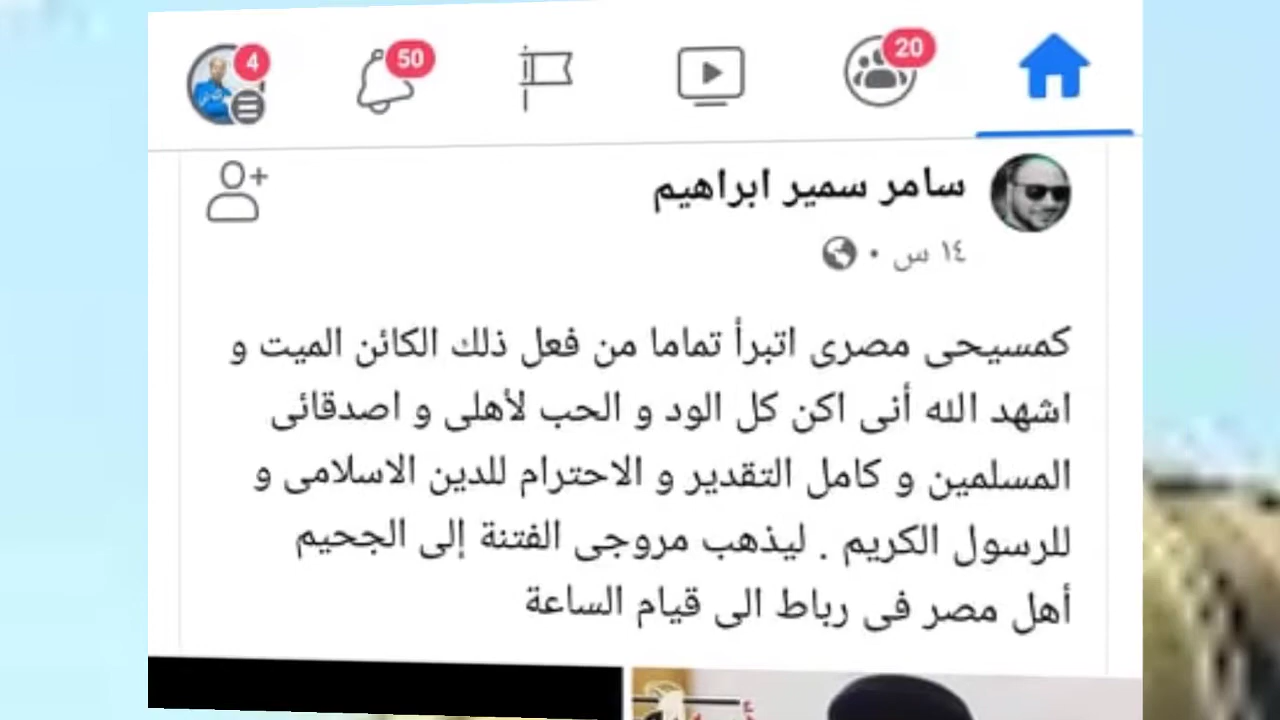 4
50
20
سامر سمير ابراهيم
١٤ س
كمسيحى مصرى اتبرأ تماما من فعل ذلك الكائن الميت و
اشهد الله أنى اكن كل الود و الحب لأهلى و اصدقائى
المسلمين و كامل التقدير و الاحترام للدين الاسلامى و
للرسول الكريم . ليذهب مروجى الفتنة إلى الجحيم
أهل مصر فى رباط الى قيام الساعة